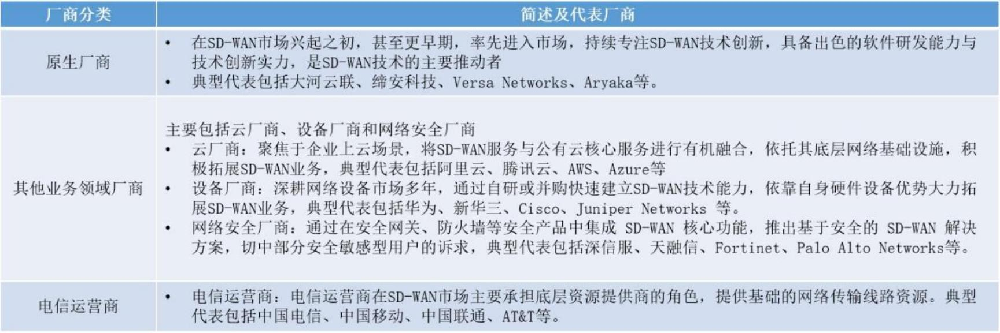 厂商分类 简述及代表厂商
原生厂商
• 在SD-WAN市场兴起之初，甚至更早期，率先进入市场，持续专注SD-WAN技术创新，具备出色的软件研发能力与
技术创新实力，是SD-WAN技术的主要推动者
• 典型代表包括大河云联、缔安科技、Versa Networks、Aryaka等。
其他业务领域厂商
主要包括云厂商、设备厂商和网络安全厂商
• 云厂商：聚焦于企业上云场景，将SD-WAN服务与公有云核心服务进行有机融合，依托其底层网络基础设施，积
极拓展SD-WAN业务，典型代表包括阿里云、腾讯云、AWS、Azure等
• 设备厂商：深耕网络设备市场多年，通过自研或并购快速建立SD-WAN技术能力，依靠自身硬件设备优势大力拓
展SD-WAN业务，典型代表包括华为、新华三、Cisco、Juniper Networks 等。
• 网络安全厂商：通过在安全网关、防火墙等安全产品中集成 SD-WAN 核心功能，推出基于安全的 SD-WAN 解决
方案，切中部分安全敏感型用户的诉求，典型代表包括深信服、天融信、Fortinet、Palo Alto Networks等。
电信运营商
• 电信运营商：电信运营商在SD-WAN市场主要承担底层资源提供商的角色，提供基础的网络传输线路资源。典型
代表包括中国电信、中国移动、中国联通、AT&T等。